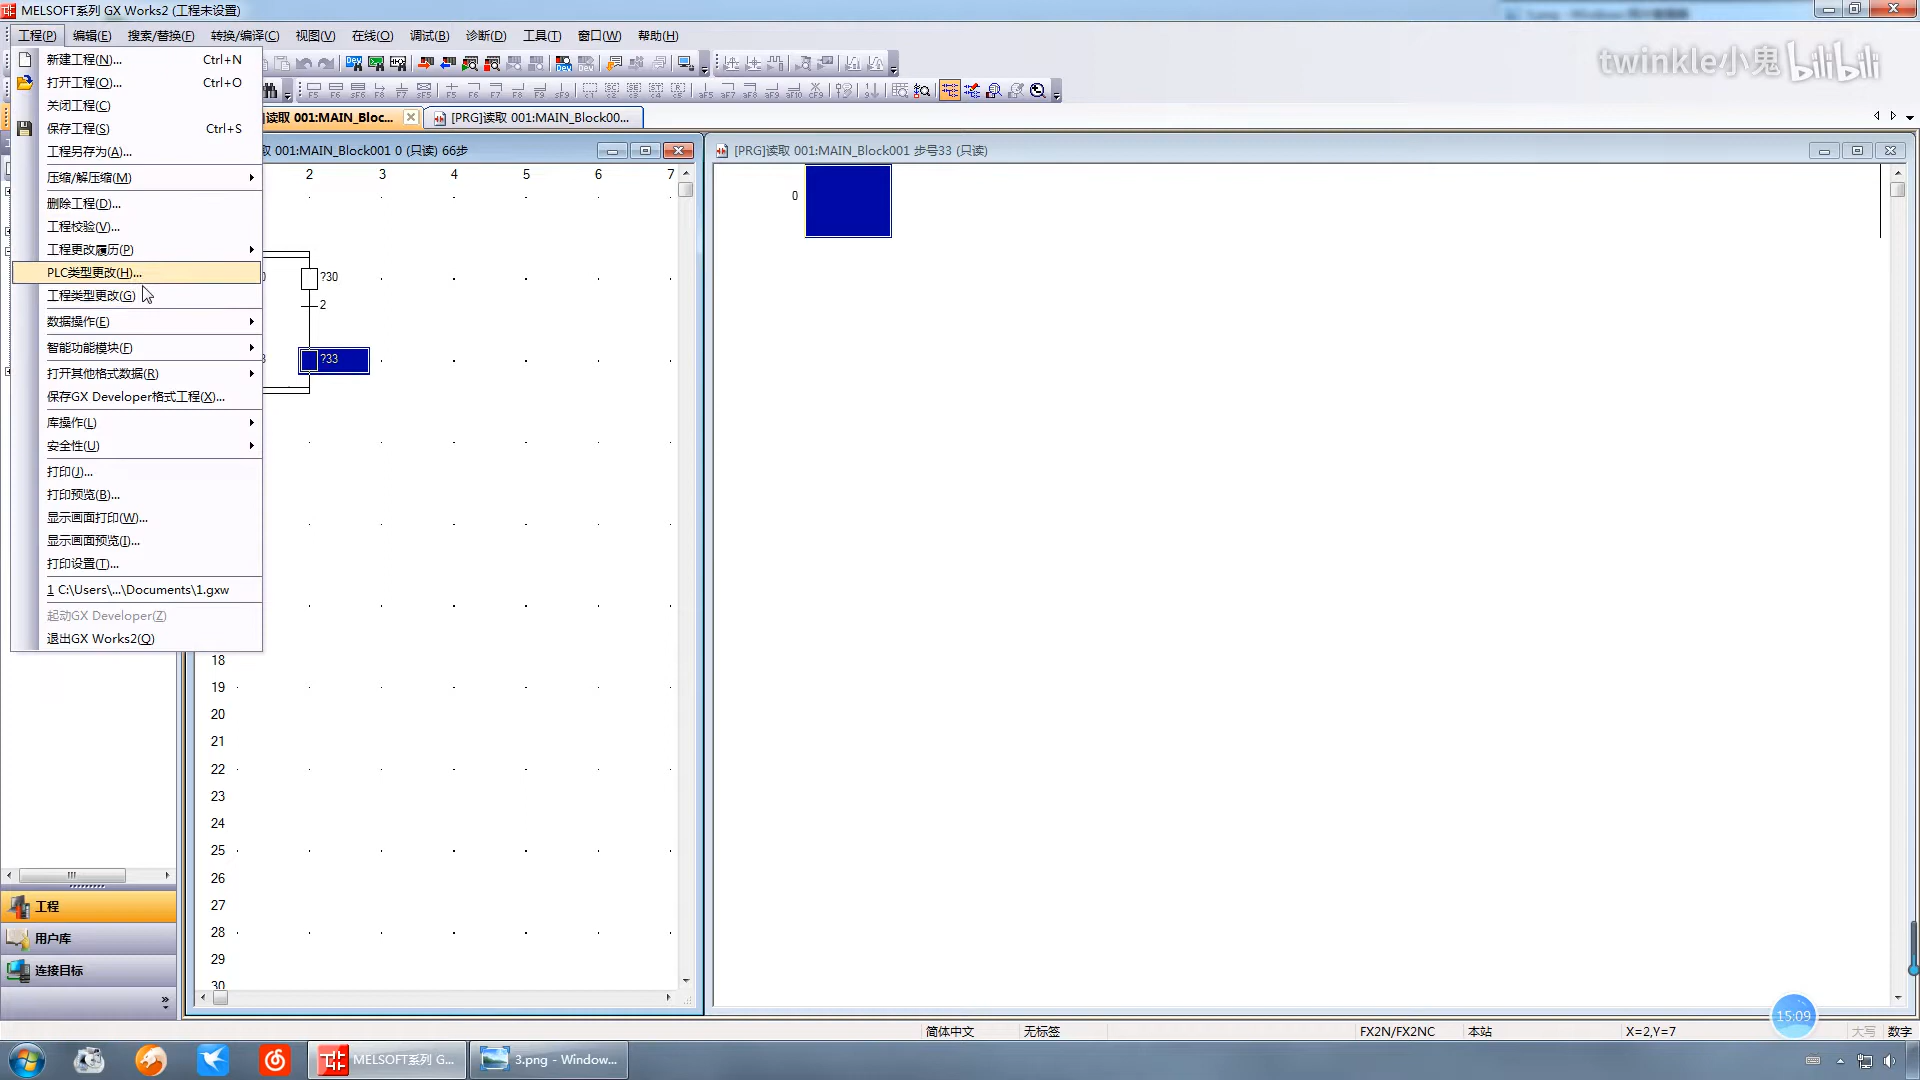 MELSOFT系列 GX Works2 (工程未设置)
工程(P) 编辑(E) 搜索/替换(F) 转换/编译(C) 视图(V) 在线(O) 调试(B) 诊断(D) 工具(T) 窗口(W) 帮助(H)
twinkle小鬼 bilibili
新建工程(N)... Ctrl+N
打开工程(O)... Ctrl+O
关闭工程(C)
保存工程(S) Ctrl+S
工程另存为(A)...
压缩/解压缩(M)
删除工程(D)...
工程校验(V)...
工程更改履历(P)
PLC类型更改(H)...
工程类型更改(G)
数据操作(E)
智能功能模块(F)
打开其他格式数据(R)
保存GX Developer格式工程(X)...
库操作(L)
安全性(U)
打印(J)...
打印预览(B)...
显示画面打印(W)...
显示画面预览(I)...
打印设置(T)...
1 C:\Users\...\Documents\1.gxw
起动GX Developer(Z)
退出GX Works2(Q)
读取 001:MAIN_Bloc...
[PRG]读取 001:MAIN_Block00...
取 001:MAIN_Block001 0 (只读) 66步
2 3 4 5 6 7
?30
2
?33
18
19
20
21
22
23
24
25
26
27
28
29
30
[PRG]读取 001:MAIN_Block001 步号33 (只读)
0
工程
用户库
连接目标
简体中文 无标签 FX2N/FX2NC 本站 X=2,Y=7 大写 数字
15:09
MELSOFT系列 G...
3.png - Window...